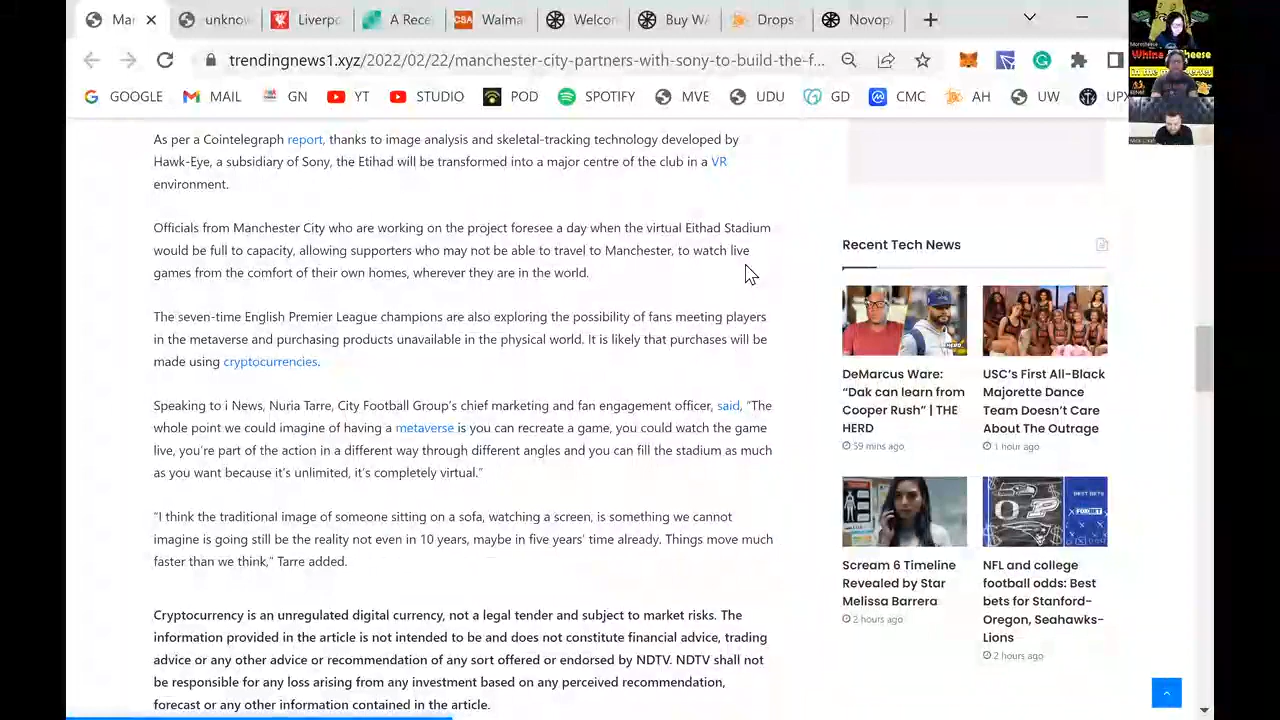 Mar
unknow
Liverpo
A Rece
Walma
Welcon
Buy WA
Drops
Novop
trendingnews1.xyz/2022/02/22/manchester-city-partners-with-sony-to-build-the-f...
GOOGLE
MAIL
GN
YT
STUDIO
SPOTIFY
MVE
UDU
GD
CMC
AH
UW
UPX
As per a Cointelegraph report, thanks to image analysis and skeletal-tracking technology developed by
Hawk-Eye, a subsidiary of Sony, the Etihad will be transformed into a major centre of the club in a VR
environment.
Officials from Manchester City who are working on the project foresee a day when the virtual Eithad Stadium
would be full to capacity, allowing supporters who may not be able to travel to Manchester, to watch live
games from the comfort of their own homes, wherever they are in the world.
The seven-time English Premier League champions are also exploring the possibility of fans meeting players
in the metaverse and purchasing products unavailable in the physical world. It is likely that purchases will be
made using cryptocurrencies.
Speaking to i News, Nuria Tarre, City Football Group's chief marketing and fan engagement officer, said, "The
whole point we could imagine of having a metaverse is you can recreate a game, you could watch the game
live, you're part of the action in a different way through different angles and you can fill the stadium as much
as you want because it's unlimited, it's completely virtual."
"I think the traditional image of someone sitting on a sofa, watching a screen, is something we cannot
imagine is going still be the reality not even in 10 years, maybe in five years' time already. Things move much
faster than we think," Tarre added.
Cryptocurrency is an unregulated digital currency, not a legal tender and subject to market risks. The
information provided in the article is not intended to be and does not constitute financial advice, trading
advice or any other advice or recommendation of any sort offered or endorsed by NDTV. NDTV shall not
be responsible for any loss arising from any investment based on any perceived recommendation,
forecast or any other information contained in the article.
Recent Tech News
DeMarcus Ware:
"Dak can learn from
Cooper Rush" | THE
HERD
59 mins ago
USC's First All-Black
Majorette Dance
Team Doesn't Care
About The Outrage
1 hour ago
BEST BETS
FOX BET
Scream 6 Timeline
Revealed by Star
Melissa Barrera
2 hours ago
NFL and college
football odds: Best
bets for Stanford-
Oregon, Seahawks-
Lions
2 hours ago